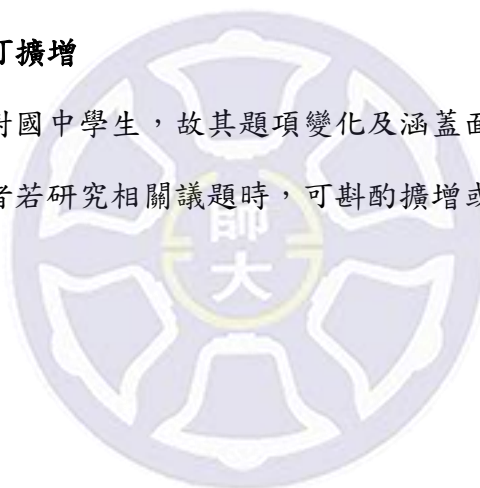 訂擴增
對國中學生，故其題項變化及涵蓋面
者若研究相關議題時，可斟酌擴增或
師
大